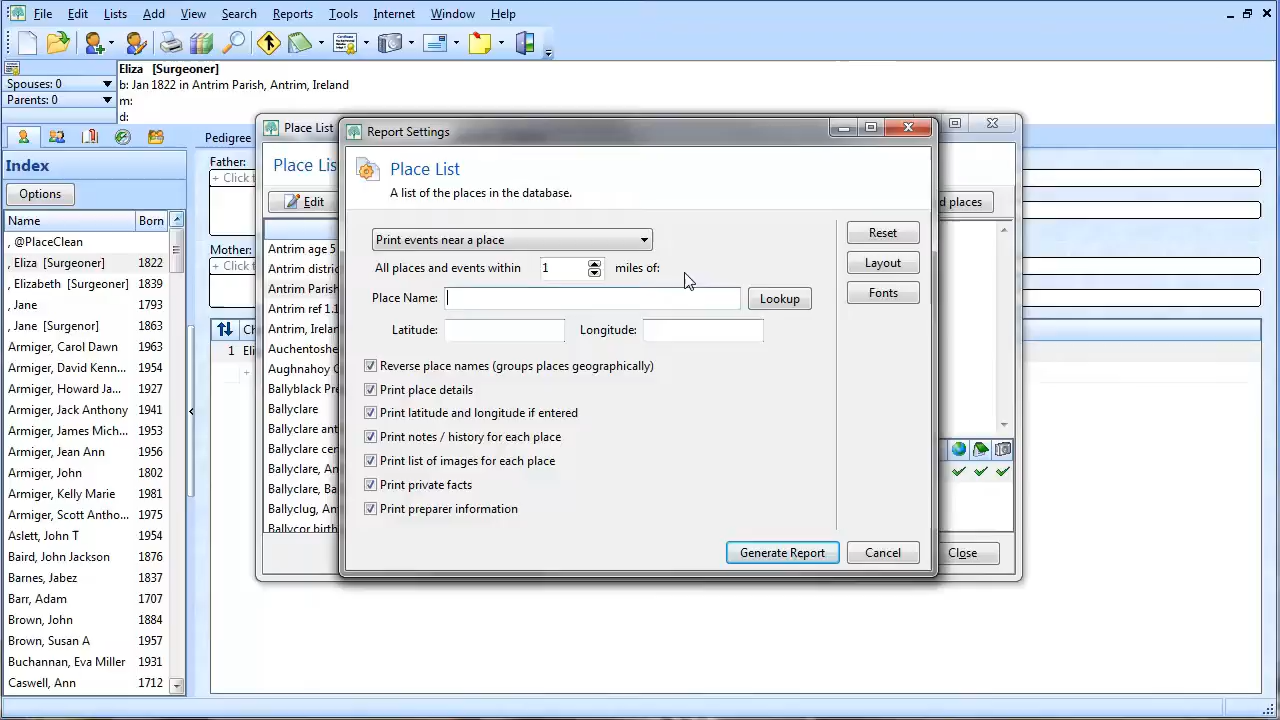 File Edit Lists Add View Search Reports Tools Internet Window Help
Eliza [Surgeoner]
Spouses: 0
b: Jan 1822 in Antrim Parish, Antrim, Ireland
Parents: 0
m:
d:
Pedigree
Index
Options
Name Born
, @PlaceClean
, Eliza [Surgeoner] 1822
, Elizabeth [Surgeoner] 1822
, Jane 1793
, Jane [Surgenor] 1863
Armiger, Carol Dawn 1963
Armiger, David Kenn... 1954
Armiger, Howard Ja... 1927
Armiger, Jack Anthony 1941
Armiger, James Mich... 1953
Armiger, Jean Ann 1956
Armiger, John 1802
Armiger, Kelly Marie 1981
Armiger, Scott Antho... 1975
Aslett, John T 1954
Baird, John Jackson 1876
Barnes, Jabez 1837
Barr, Adam 1707
Brown, John 1884
Brown, Susan A 1957
Buchannan, Eva Miller 1931
Caswell, Ann 1712
Father:
+ Click t
Mother:
+ Click t
Ch
1 Eli
+
Place List
Place Lis
Edit
d places
Antrim age 5
Antrim distri
Antrim Parish
Antrim ref 1.1
Antrim, Irelan
Auchentoshe
Aughnahoy C
Ballyblack Pre
Ballyclare
Ballyclare ant
Ballyclare cer
Ballyclare, An
Ballyclare, Ba
Ballyclug, An
Ballycor birth
Close
Report Settings
Place List
A list of the places in the database.
Print events near a place
All places and events within 1 miles of:
Place Name:
Lookup
Latitude: Longitude:
Reverse place names (groups places geographically)
Print place details
Print latitude and longitude if entered
Print notes / history for each place
Print list of images for each place
Print private facts
Print preparer information
Reset
Layout
Fonts
Generate Report
Cancel